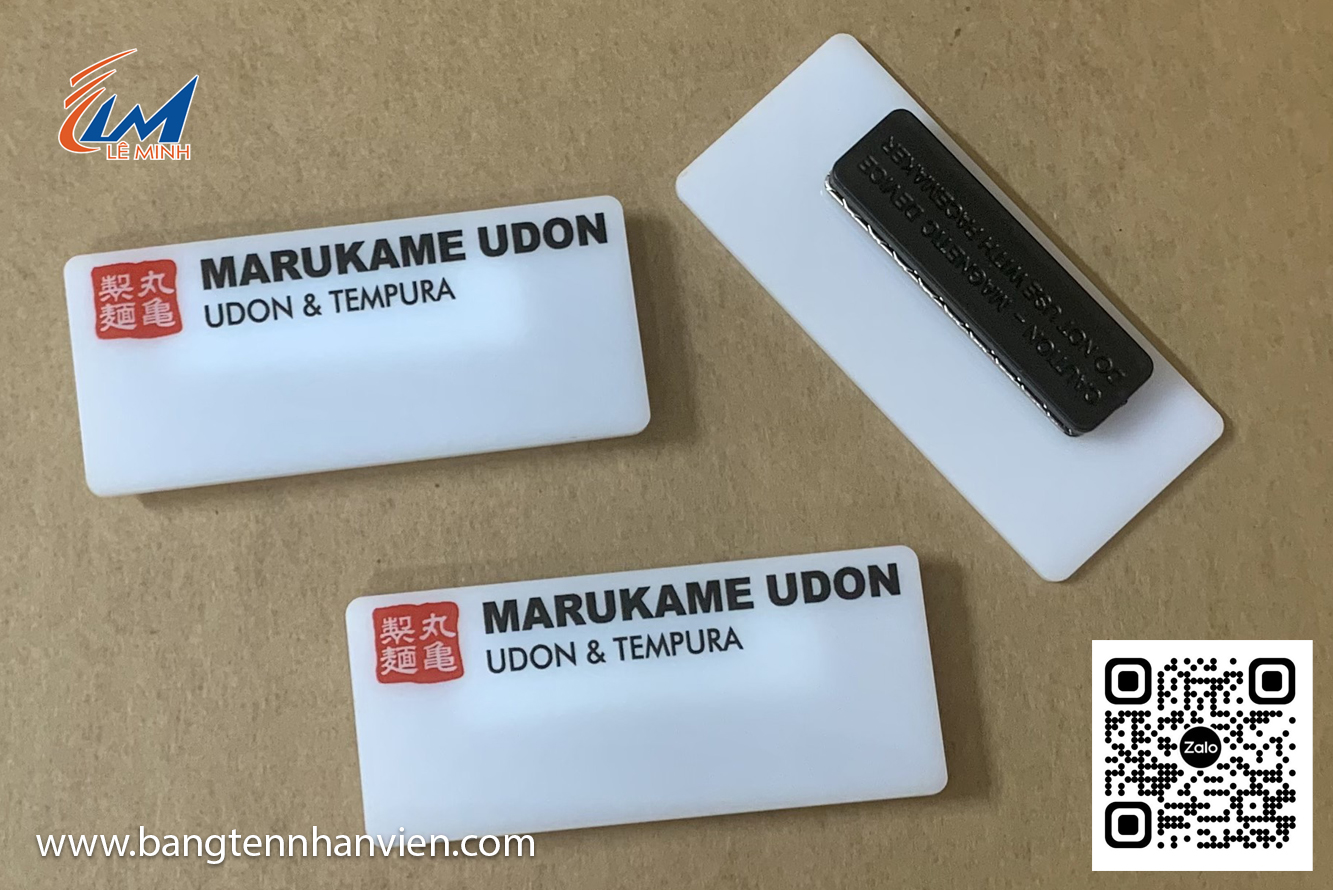 LM
LÊ MINH
MARUKAME UDON
UDON & TEMPURA
丸亀
製麺
CAUTION - MAGNETIC DEVICE
DO NOT USE WITH PACEMAKER
MARUKAME UDON
UDON & TEMPURA
丸亀
製麺
Zalo
www.bangtennhanvien.com